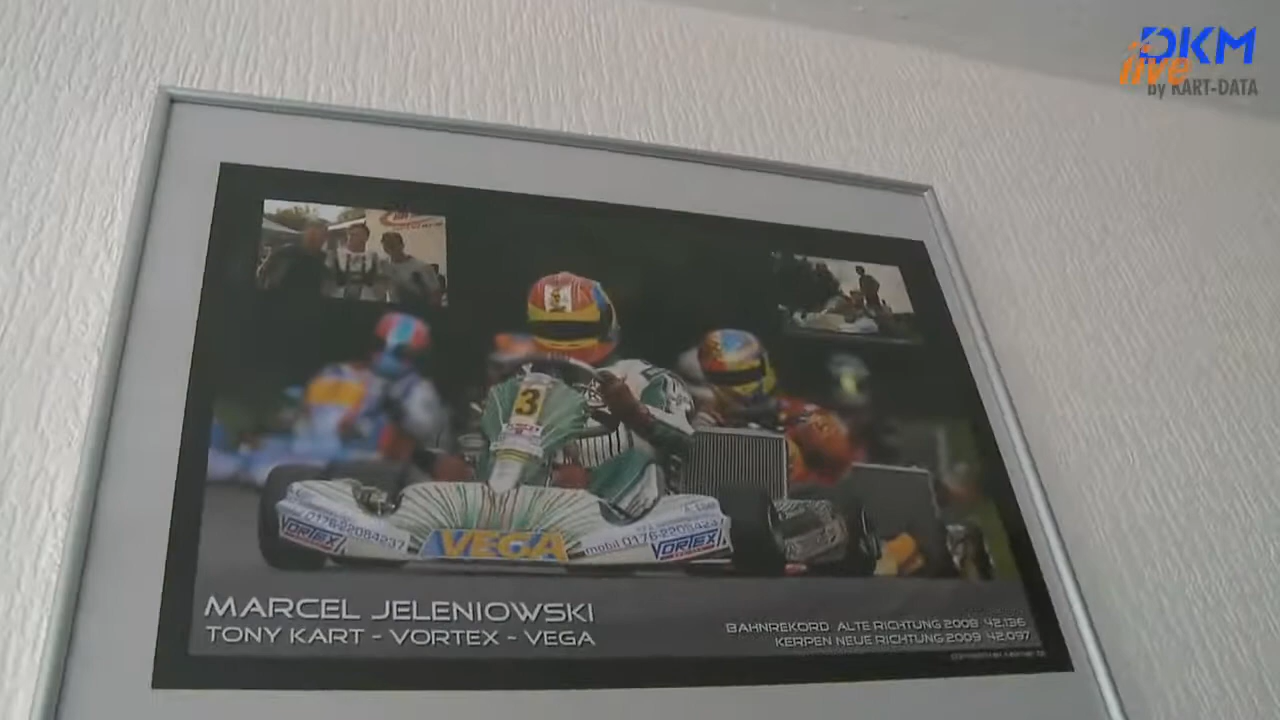 DKM
live
by KART-DATA
3
0176-22084237
mobil 0176-2208424
VORTEX
VEGA
VORTEX
MARCEL JELENIOWSKI
TONY KART - VORTEX - VEGA
BAHNREKORD ALTE RICHTUNG 2008 42,136
KERPEN NEUE RICHTUNG 2009 42,097